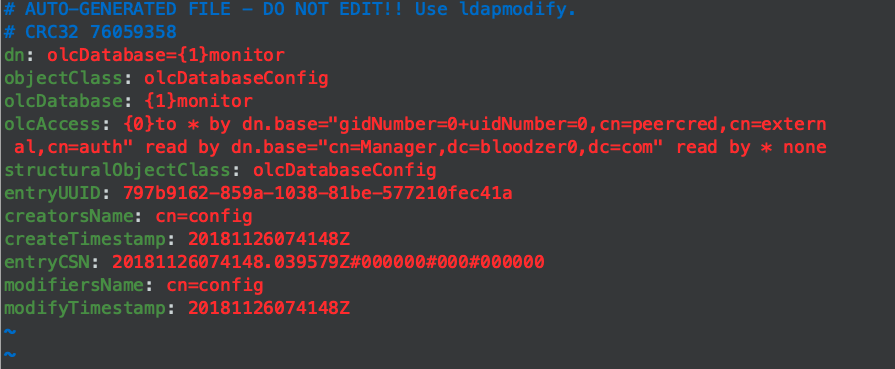 # AUTO-GENERATED FILE - DO NOT EDIT!! Use ldapmodify.
# CRC32 76059358
dn: olcDatabase={1}monitor
objectClass: olcDatabaseConfig
olcDatabase: {1}monitor
olcAccess: {0}to * by dn.base="gidNumber=0+uidNumber=0,cn=peercred,cn=extern
 al,cn=auth" read by dn.base="cn=Manager,dc=bloodzer0,dc=com" read by * none
structuralObjectClass: olcDatabaseConfig
entryUUID: 797b9162-859a-1038-81be-577210fec41a
creatorsName: cn=config
createTimestamp: 20181126074148Z
entryCSN: 20181126074148.039579Z#000000#000#000000
modifiersName: cn=config
modifyTimestamp: 20181126074148Z
~
~